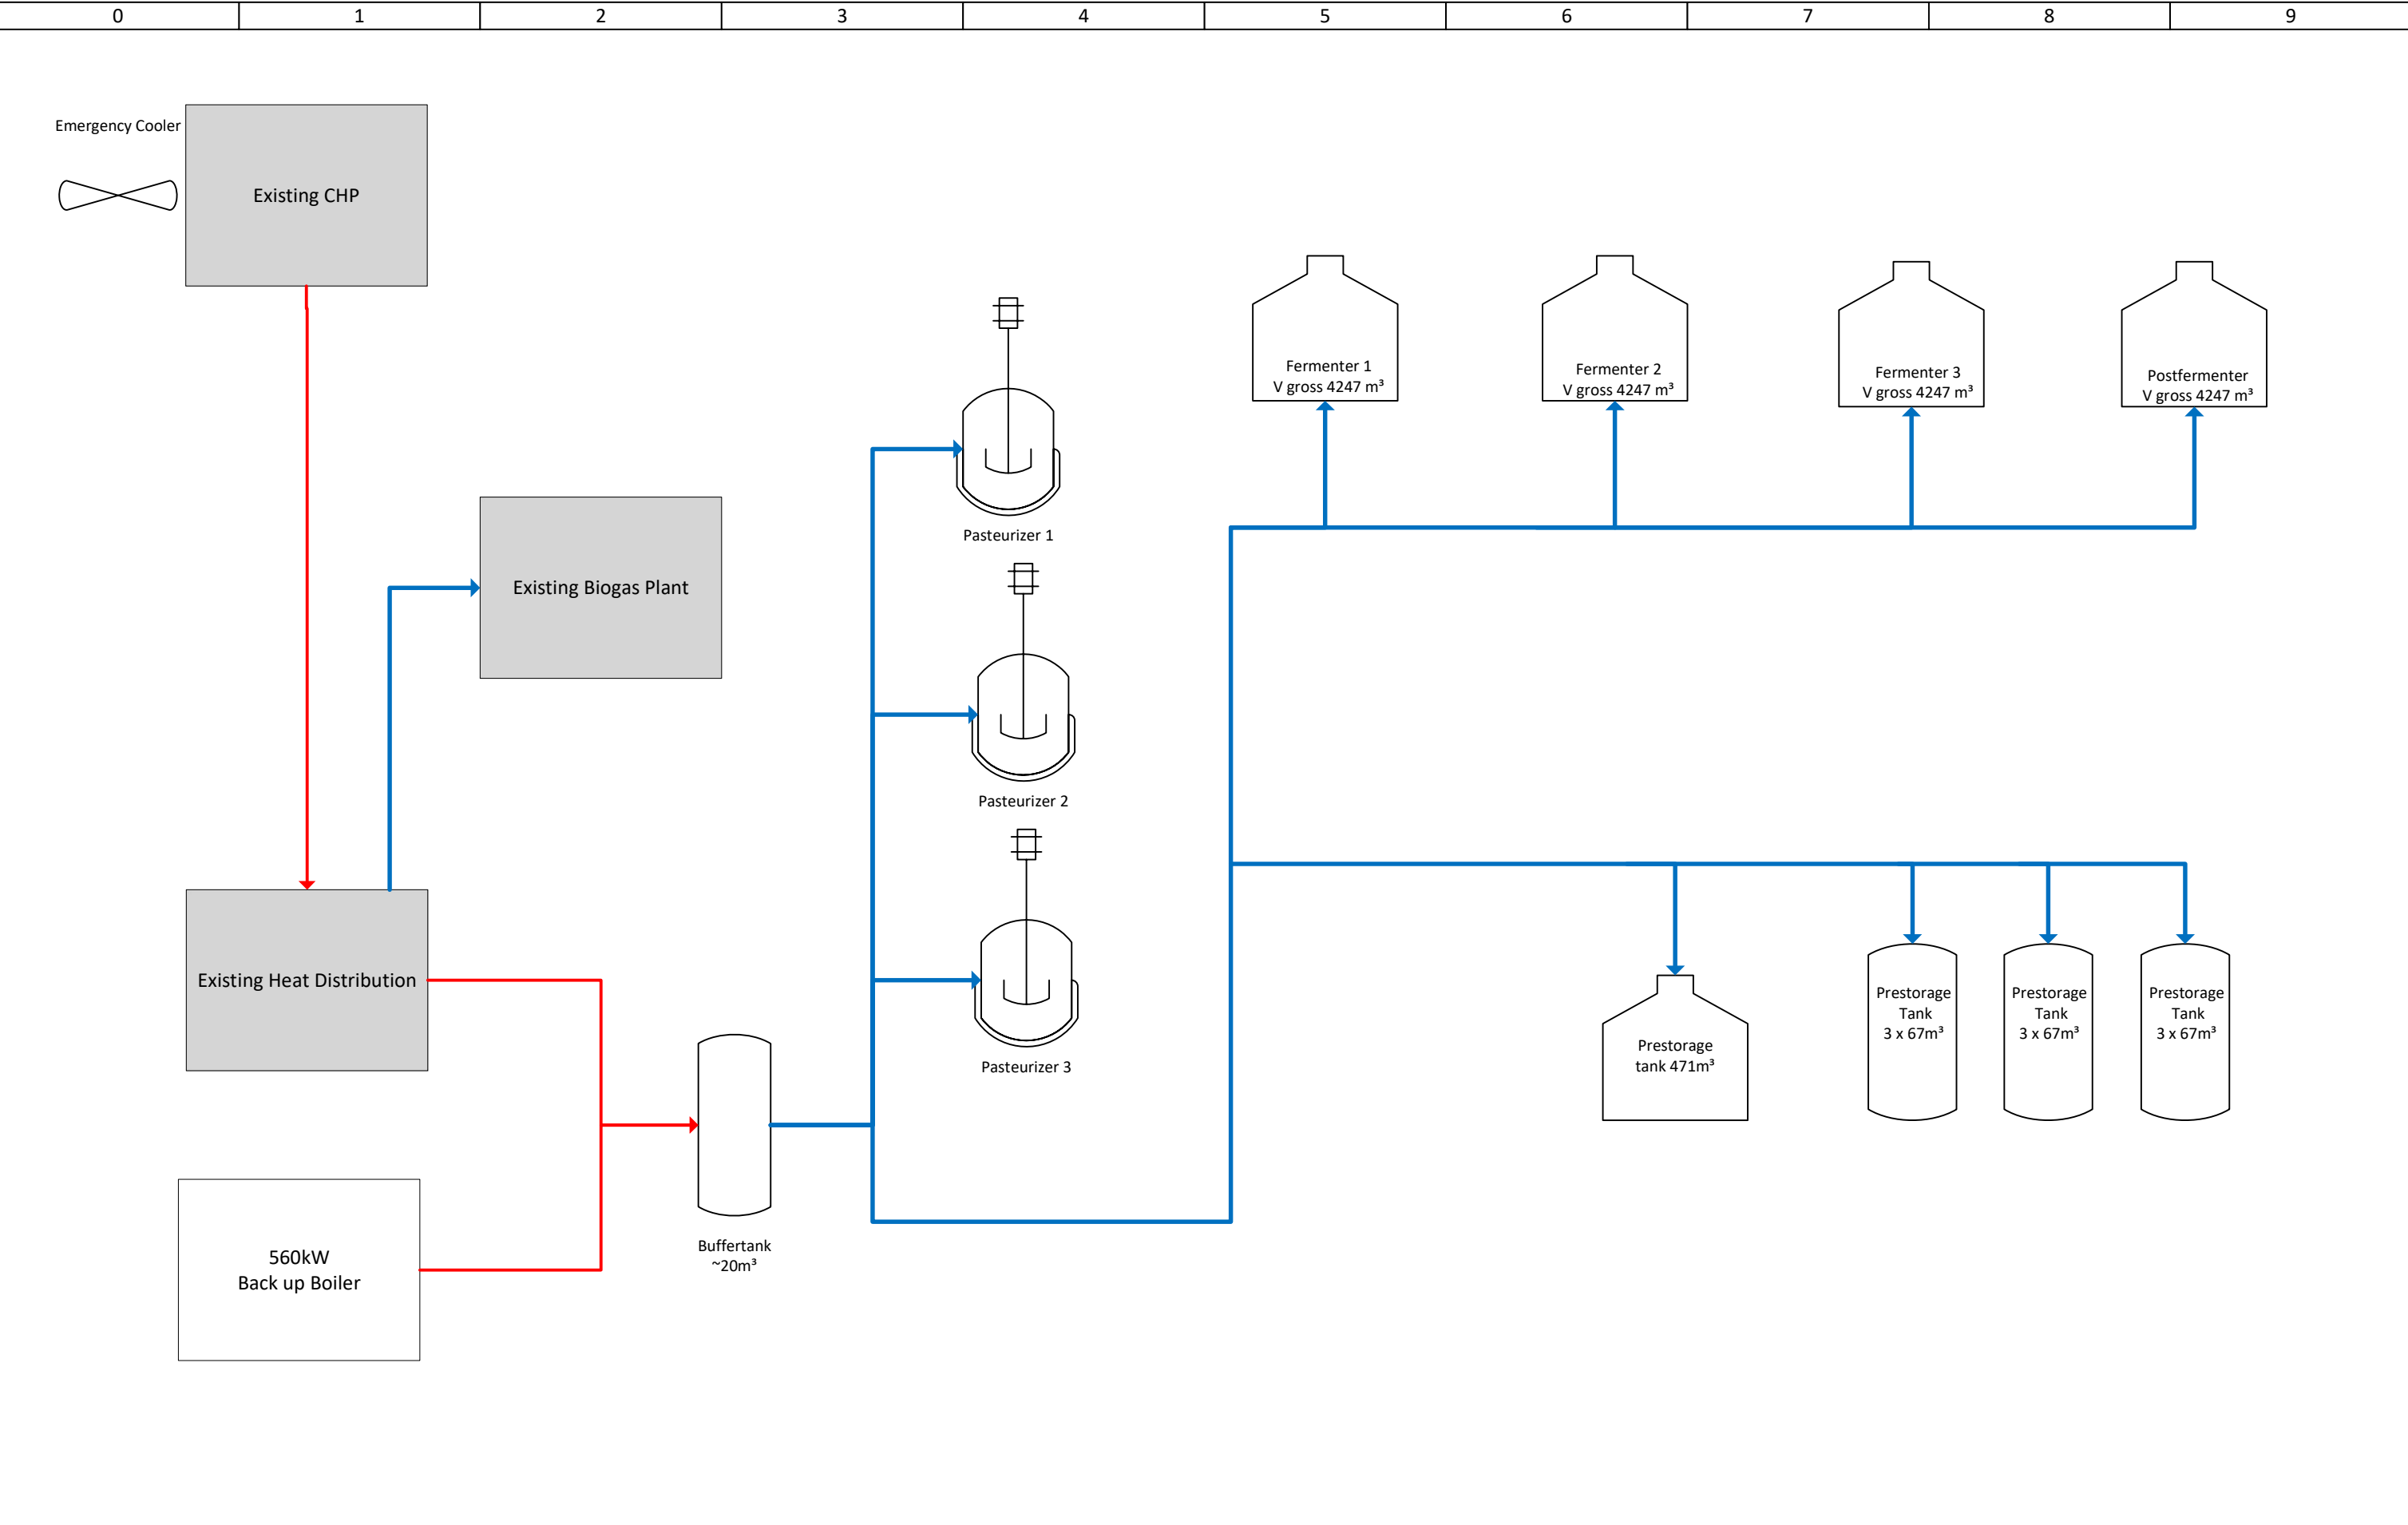 0 1 2 3 4 5 6 7 8 9
Emergency Cooler
Existing CHP
Fermenter 1
V gross 4247 m³
Fermenter 2
V gross 4247 m³
Fermenter 3
V gross 4247 m³
Postfermenter
V gross 4247 m³
Pasteurizer 1
Existing Biogas Plant
Pasteurizer 2
Existing Heat Distribution
Pasteurizer 3
Prestorage
tank 471m³
Prestorage
Tank
3 x 67m³
Prestorage
Tank
3 x 67m³
Prestorage
Tank
3 x 67m³
Buffertank
~20m³
560kW
Back up Boiler